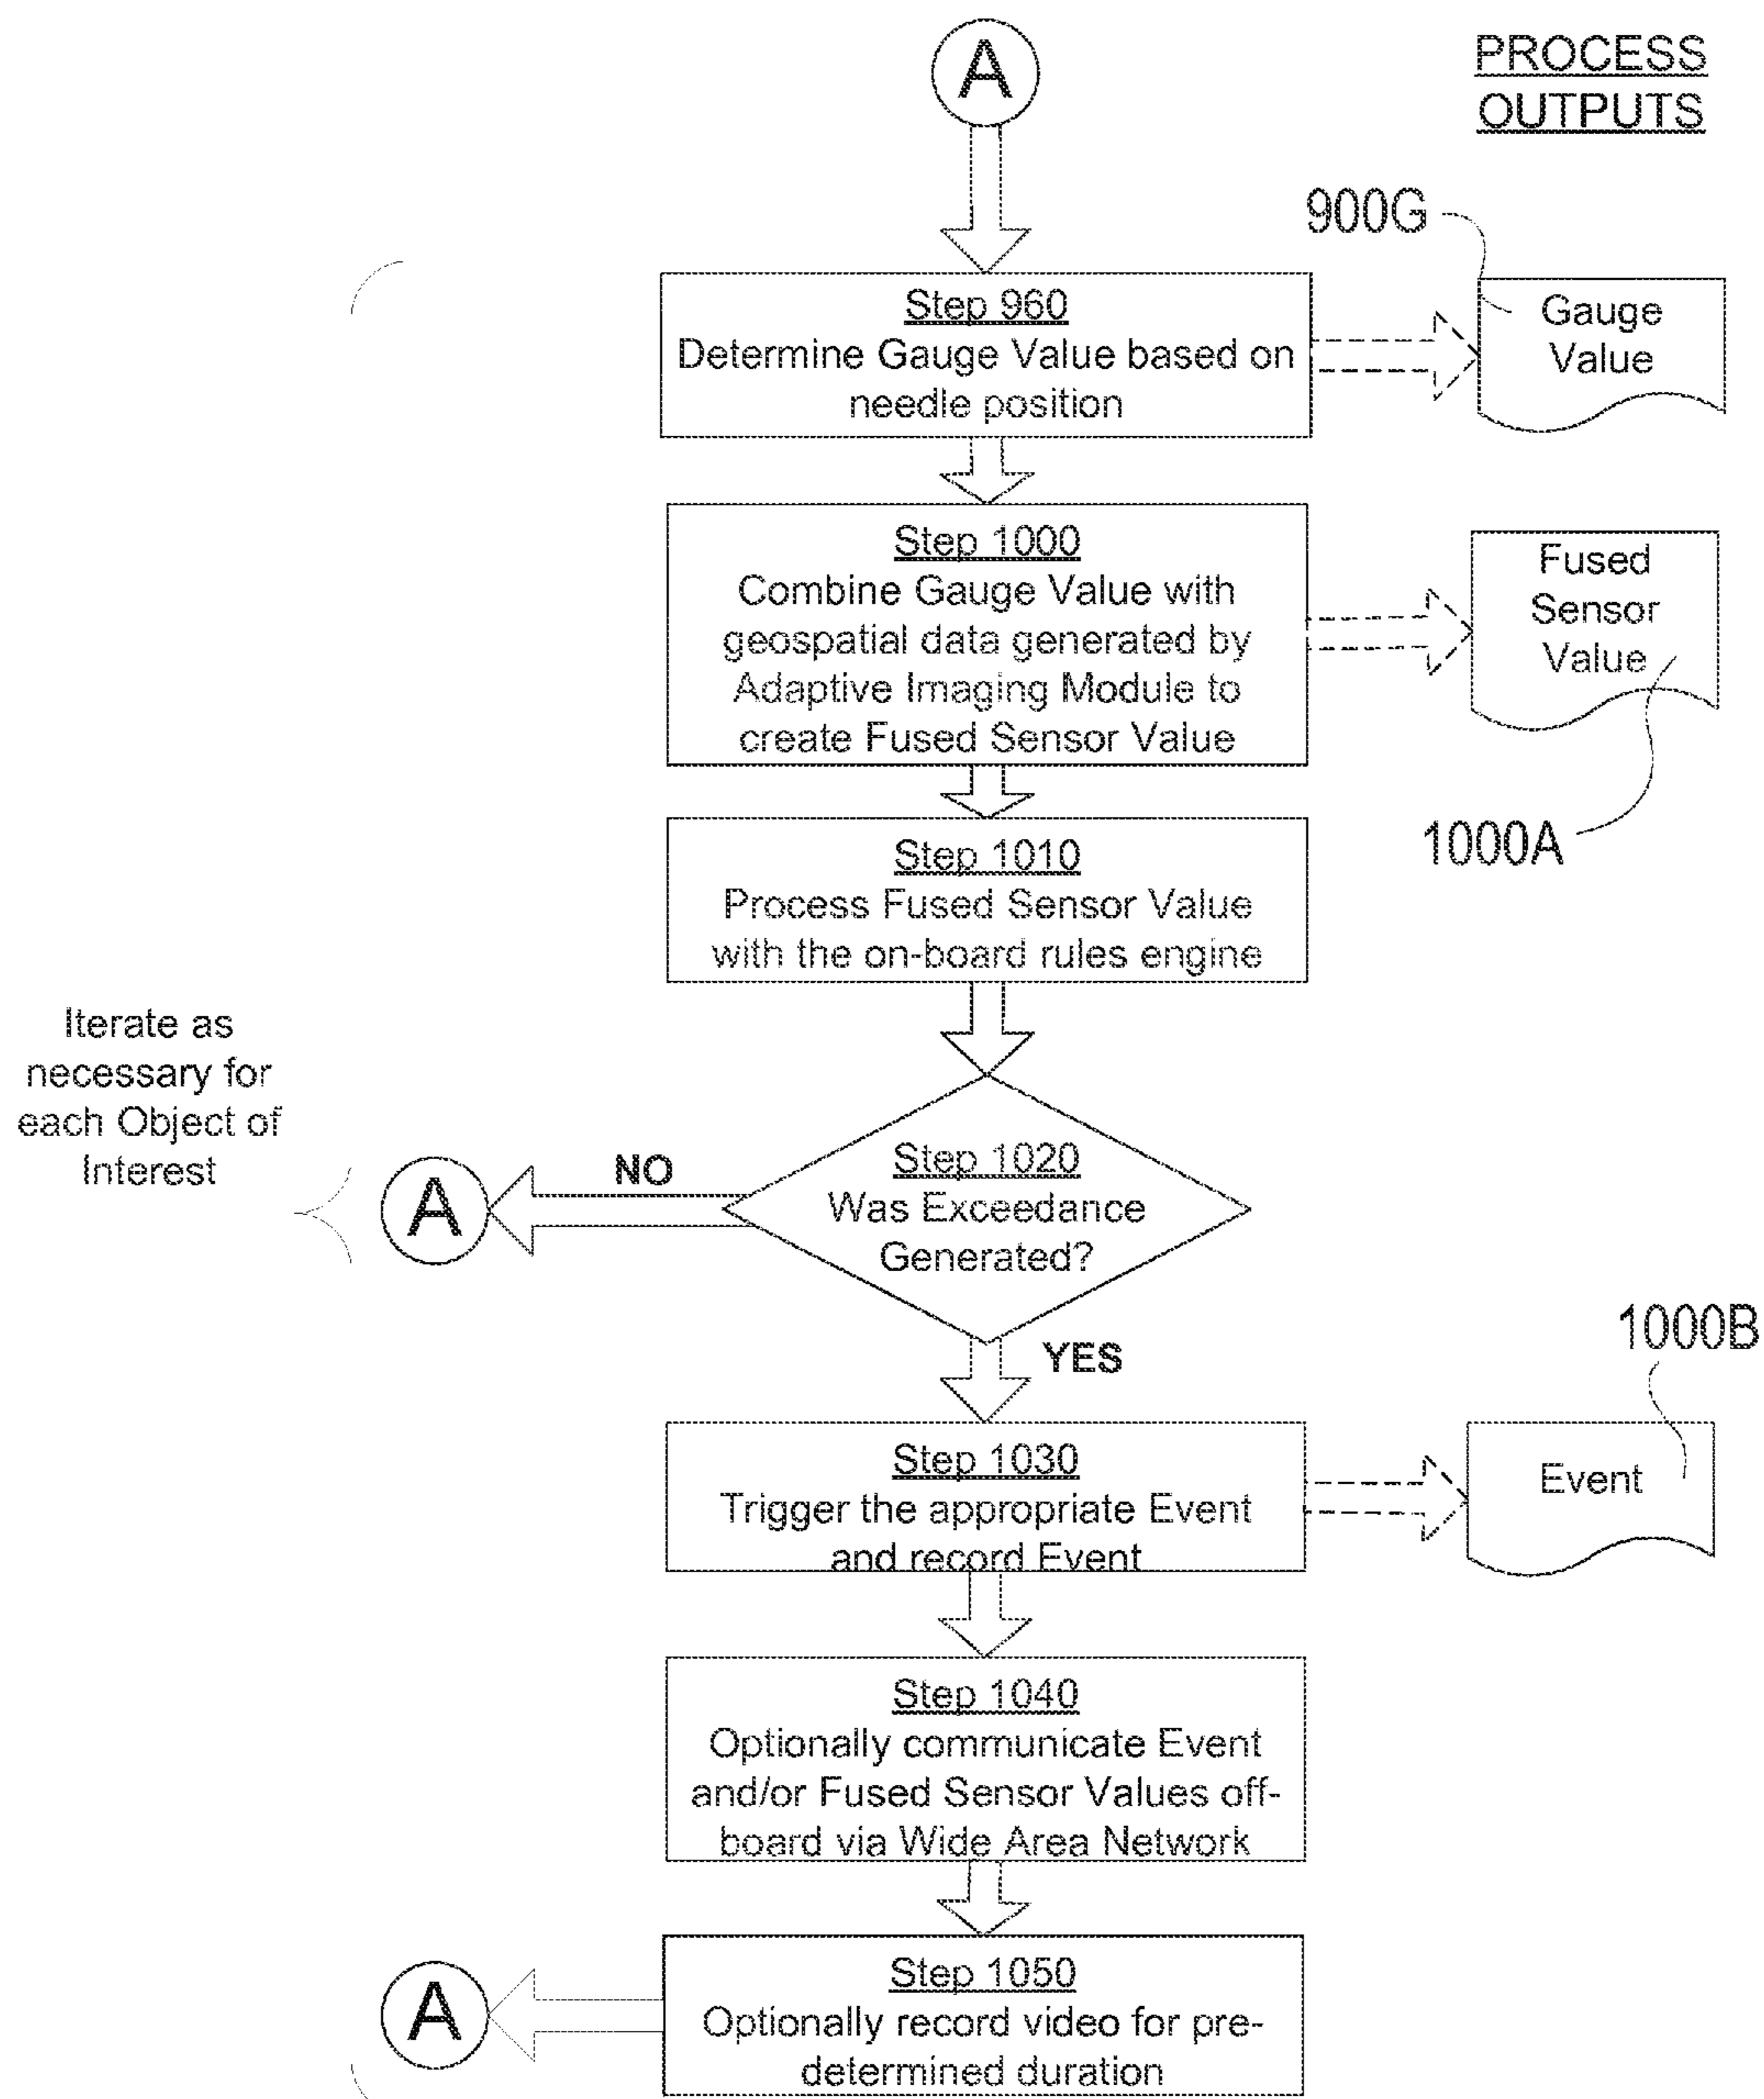 A
PROCESS
OUTPUTS
900G
Step 960
Determine Gauge Value based on
needle position
Gauge
Value
Step 1000
Combine Gauge Value with
geospatial data generated by
Adaptive Imaging Module to
create Fused Sensor Value
Fused
Sensor
Value
1000A
Step 1010
Process Fused Sensor Value
with the on-board rules engine
Iterate as
necessary for
each Object of
Interest
A
NO
Step 1020
Was Exceedance
Generated?
YES
1000B
Step 1030
Trigger the appropriate Event
and record Event
Event
Step 1040
Optionally communicate Event
and/or Fused Sensor Values off-
board via Wide Area Network
A
Step 1050
Optionally record video for pre-
determined duration